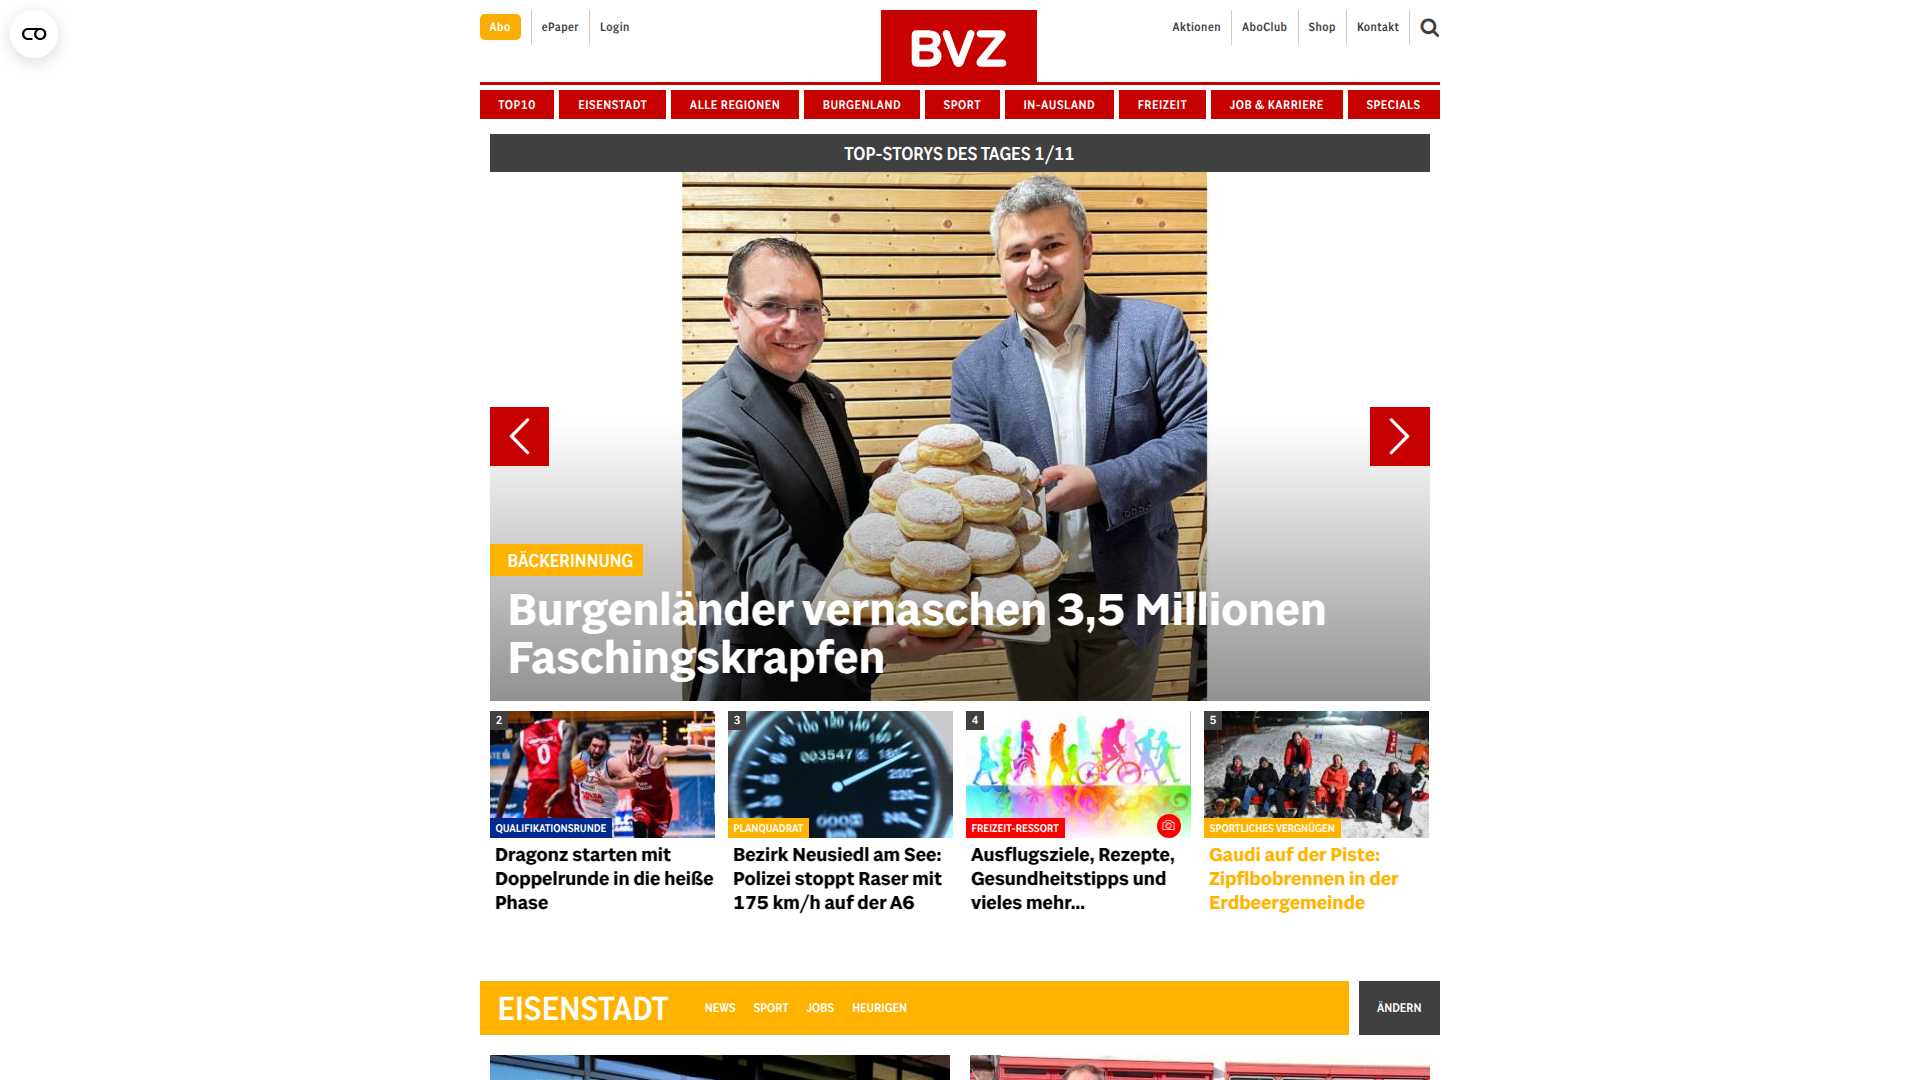 Abo
ePaper
Login
BVZ
Aktionen
AboClub
Shop
Kontakt
TOP10
EISENSTADT
ALLE REGIONEN
BURGENLAND
SPORT
IN-AUSLAND
FREIZEIT
JOB & KARRIERE
SPECIALS
TOP-STORYS DES TAGES 1/11
BÄCKERINNUNG
Burgenländer vernaschen 3,5 Millionen
Faschingskrapfen
2
QUALIFIKATIONSRUNDE
Dragonz starten mit
Doppelrunde in die heiße
Phase
3
PLANQUADRAT
Bezirk Neusiedl am See:
Polizei stoppt Raser mit
175 km/h auf der A6
4
FREIZEIT-RESSORT
Ausflugsziele, Rezepte,
Gesundheitstipps und
vieles mehr...
5
SPORTLICHES VERGNÜGEN
Gaudi auf der Piste:
Zipflbobrennen in der
Erdbeergemeinde
EISENSTADT
NEWS
SPORT
JOBS
HEURIGEN
ÄNDERN